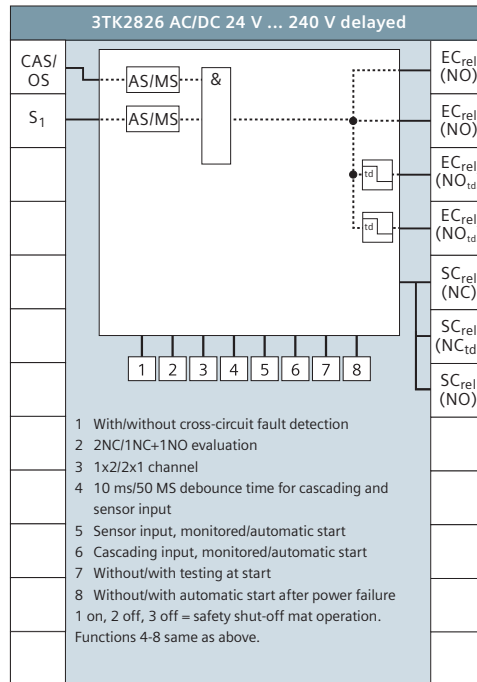 3TK2826 AC/DC 24 V ... 240 V delayed
CAS/
OS
S1
AS/MS
AS/MS
&
td
td
ECrel
(NO)
ECrel
(NO)
ECrel
(NOtd
ECrel
(NOtd
SCrel
(NC)
SCrel
(NCtd
SCrel
(NO)
1 2 3 4 5 6 7 8
1 With/without cross-circuit fault detection
2 2NC/1NC+1NO evaluation
3 1x2/2x1 channel
4 10 ms/50 MS debounce time for cascading and
sensor input
5 Sensor input, monitored/automatic start
6 Cascading input, monitored/automatic start
7 Without/with testing at start
8 Without/with automatic start after power failure
1 on, 2 off, 3 off = safety shut-off mat operation.
Functions 4-8 same as above.